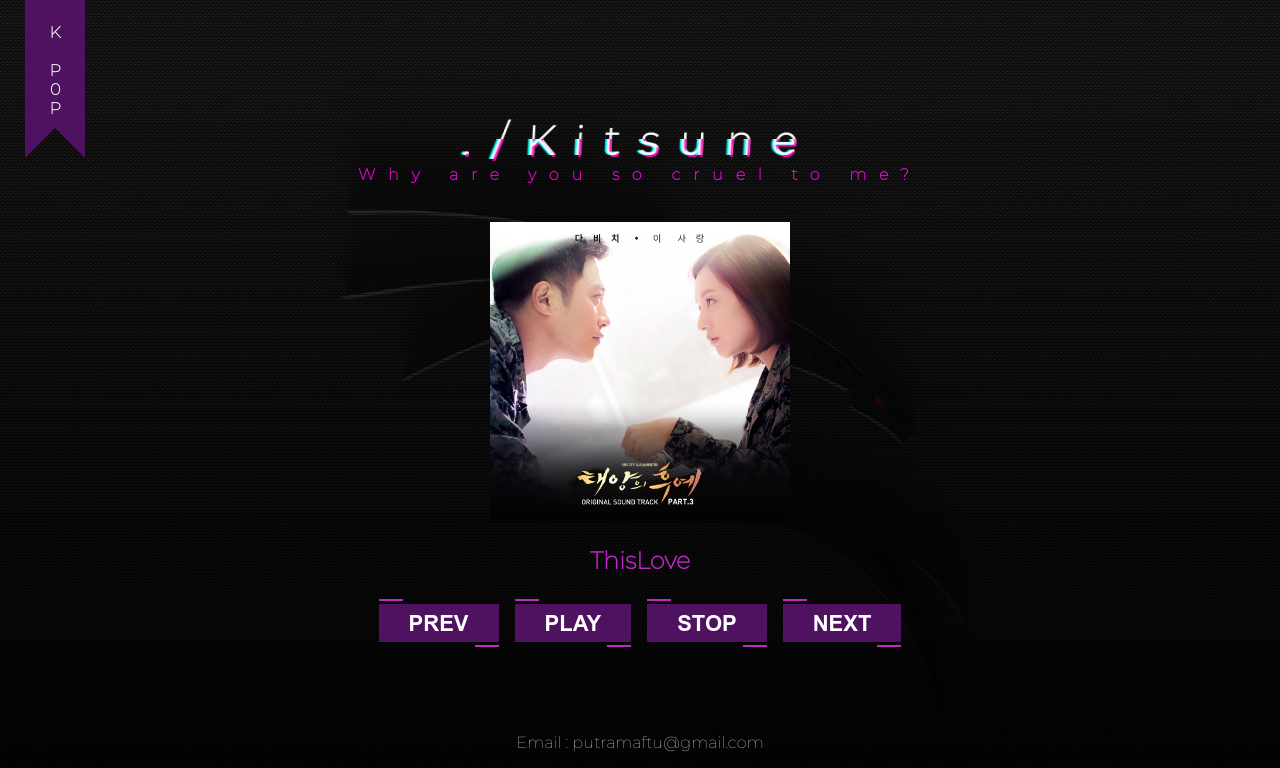 K
P
O
P
./Kitsune
Why are you so cruel to me?
다비치 • 이 사랑
태양의 후예
ORIGINAL SOUND TRACK PART.3
ThisLove
PREV
PLAY
STOP
NEXT
Email : putramaftu@gmail.com